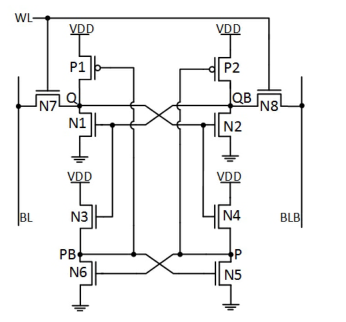 WL
VDD VDD
P1 P2
Q QB
N7 N8
N1 N2
VDD VDD
N3 N4
BL BLB
PB P
N6 N5